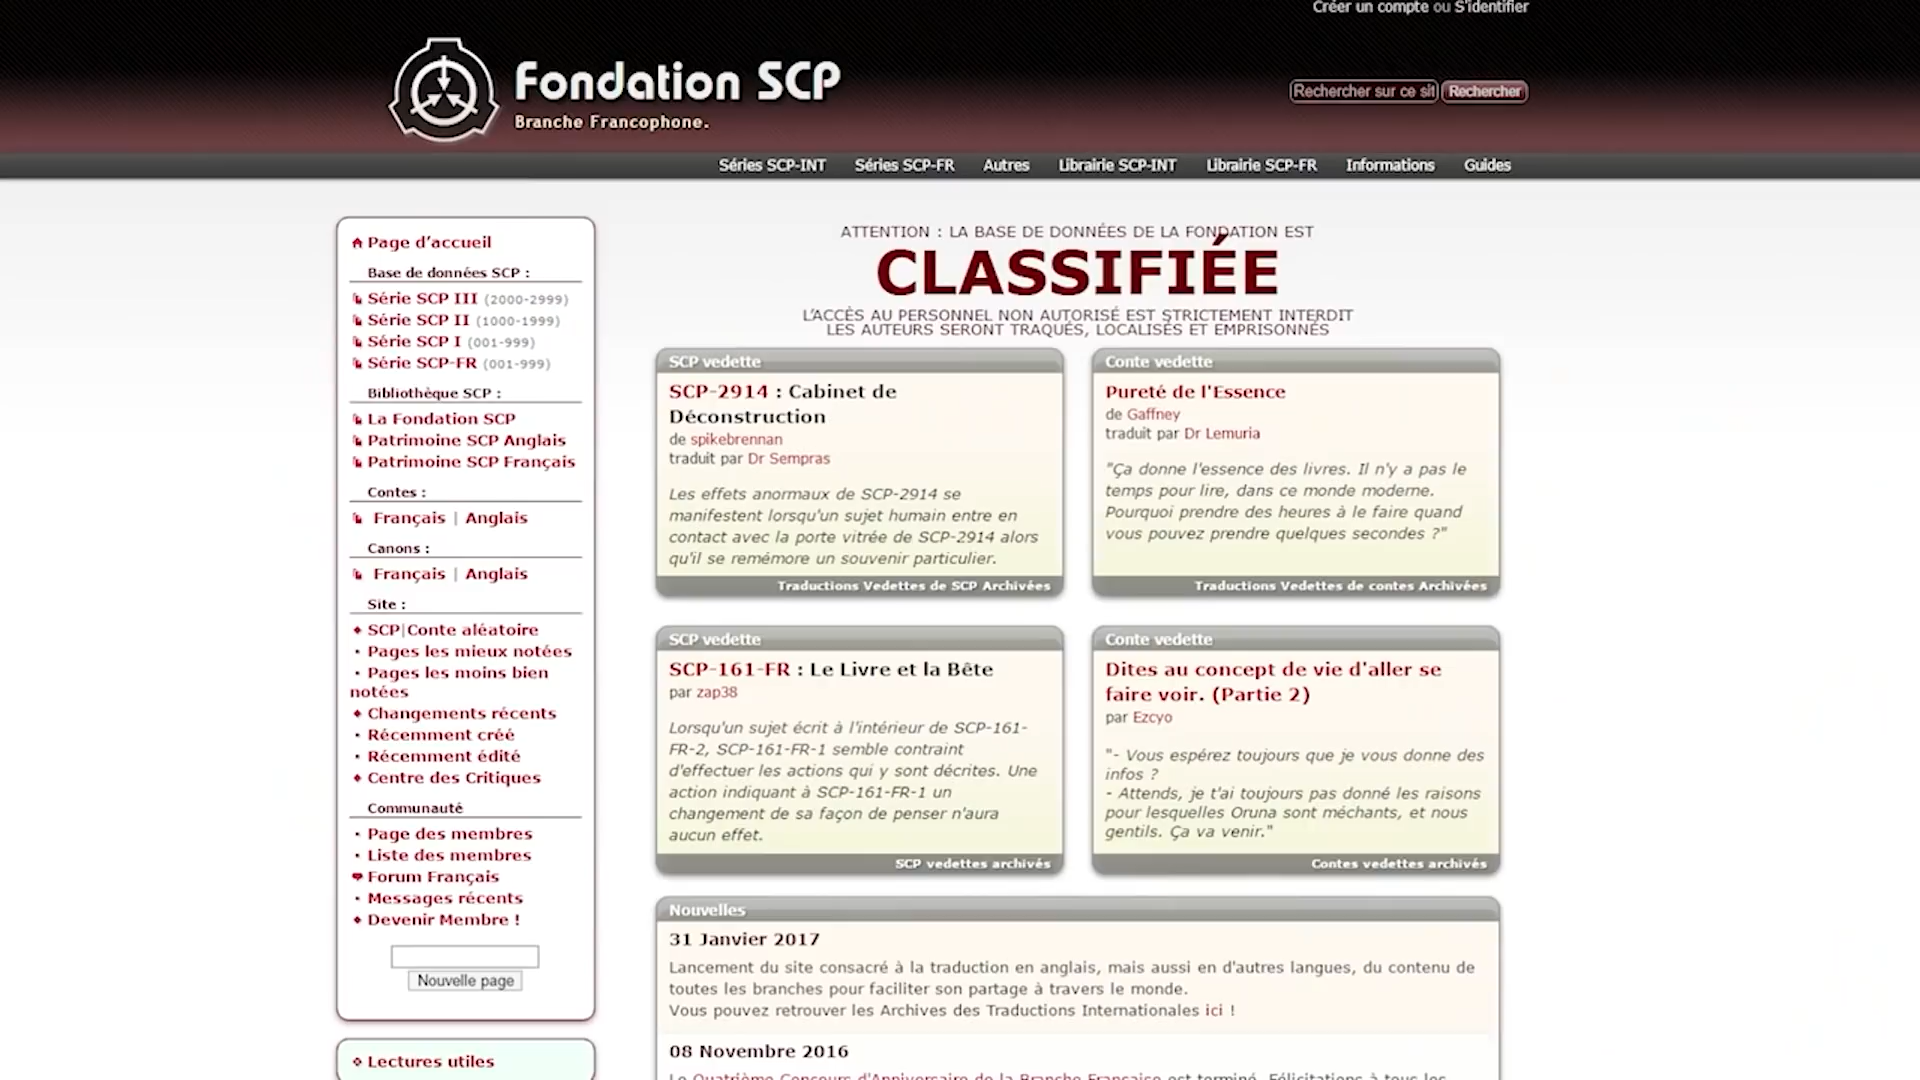 Créer un compte ou S'identifier
Fondation SCP
Branche Francophone.
Rechercher sur ce sit
Rechercher
Séries SCP-INT Séries SCP-FR Autres Librairie SCP-INT Librairie SCP-FR Informations Guides
Page d'accueil
Base de données SCP :
Série SCP III (2000-2999)
Série SCP II (1000-1999)
Série SCP I (001-999)
Série SCP-FR (001-999)
Bibliothèque SCP :
La Fondation SCP
Patrimoine SCP Anglais
Patrimoine SCP Français
Contes :
Français | Anglais
Canons :
Français | Anglais
Site :
SCP|Conte aléatoire
Pages les mieux notées
Pages les moins bien
notées
Changements récents
Récemment créé
Récemment édité
Centre des Critiques
Communauté
Page des membres
Liste des membres
Forum Français
Messages récents
Devenir Membre !
Nouvelle page
Lectures utiles
ATTENTION : LA BASE DE DONNÉES DE LA FONDATION EST
CLASSIFIÉE
L'ACCÈS AU PERSONNEL NON AUTORISÉ EST STRICTEMENT INTERDIT
LES AUTEURS SERONT TRAQUÉS, LOCALISÉS ET EMPRISONNÉS
SCP vedette
SCP-2914 : Cabinet de
Déconstruction
de spikebrennan
traduit par Dr Sempras
Les effets anormaux de SCP-2914 se
manifestent lorsqu'un sujet humain entre en
contact avec la porte vitrée de SCP-2914 alors
qu'il se remémore un souvenir particulier.
Traductions Vedettes de SCP Archivées
Conte vedette
Pureté de l'Essence
de Gaffney
traduit par Dr Lemuria
"Ça donne l'essence des livres. Il n'y a pas le
temps pour lire, dans ce monde moderne.
Pourquoi prendre des heures à le faire quand
vous pouvez prendre quelques secondes ?"
Traductions Vedettes de contes Archivées
SCP vedette
SCP-161-FR : Le Livre et la Bête
par zap38
Lorsqu'un sujet écrit à l'intérieur de SCP-161-
FR-2, SCP-161-FR-1 semble contraint
d'effectuer les actions qui y sont décrites. Une
action indiquant à SCP-161-FR-1 un
changement de sa façon de penser n'aura
aucun effet.
SCP vedettes archivés
Conte vedette
Dites au concept de vie d'aller se
faire voir. (Partie 2)
par Ezcyo
"- Vous espérez toujours que je vous donne des
infos ?
- Attends, je t'ai toujours pas donné les raisons
pour lesquelles Oruna sont méchants, et nous
gentils. Ça va venir."
Contes vedettes archivés
Nouvelles
31 Janvier 2017
Lancement du site consacré à la traduction en anglais, mais aussi en d'autres langues, du contenu de
toutes les branches pour faciliter son partage à travers le monde.
Vous pouvez retrouver les Archives des Traductions Internationales ici !
08 Novembre 2016
Le Quatrième Concours d'Anniversaire de la Branche Française est terminé. Félicitations à tous les